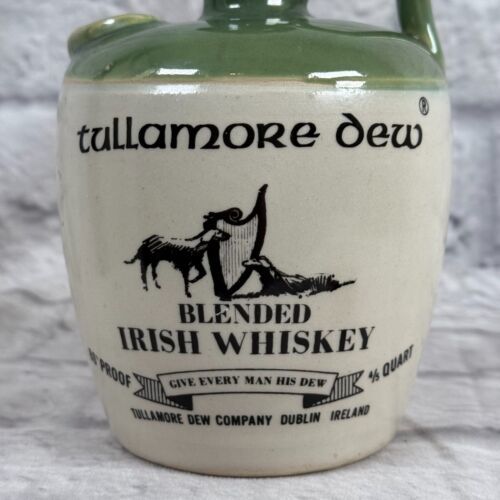 tullamore dew ®
BLENDED
IRISH WHISKEY
PROOF
GIVE EVERY MAN HIS DEW
4/5 QUART
TULLAMORE DEW COMPANY DUBLIN IRELAND